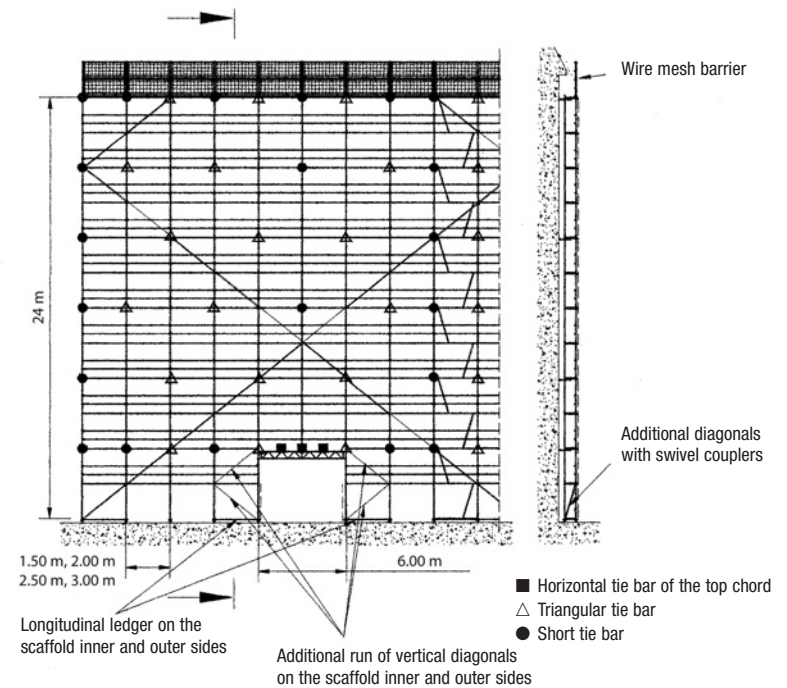 Wire mesh barrier
24 m
Additional diagonals
with swivel couplers
1.50 m, 2.00 m
2.50 m, 3.00 m
6.00 m
■ Horizontal tie bar of the top chord
△ Triangular tie bar
● Short tie bar
Longitudinal ledger on the
scaffold inner and outer sides
Additional run of vertical diagonals
on the scaffold inner and outer sides